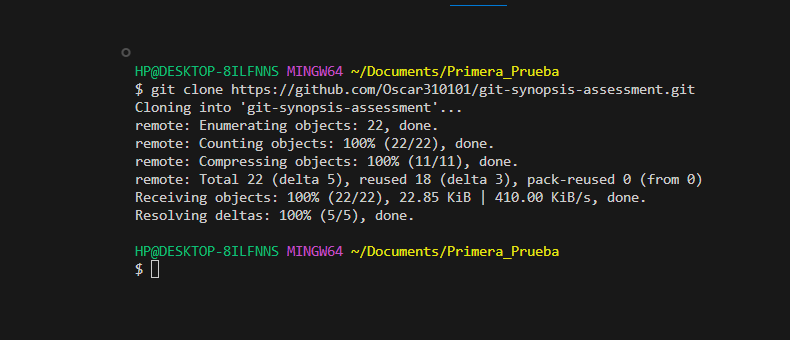 HP@DESKTOP-8ILFNNS MINGW64 ~/Documents/Primera_Prueba
$ git clone https://github.com/Oscar310101/git-synopsis-assessment.git
Cloning into 'git-synopsis-assessment'...
remote: Enumerating objects: 22, done.
remote: Counting objects: 100% (22/22), done.
remote: Compressing objects: 100% (11/11), done.
remote: Total 22 (delta 5), reused 18 (delta 3), pack-reused 0 (from 0)
Receiving objects: 100% (22/22), 22.85 KiB | 410.00 KiB/s, done.
Resolving deltas: 100% (5/5), done.
HP@DESKTOP-8ILFNNS MINGW64 ~/Documents/Primera_Prueba
$